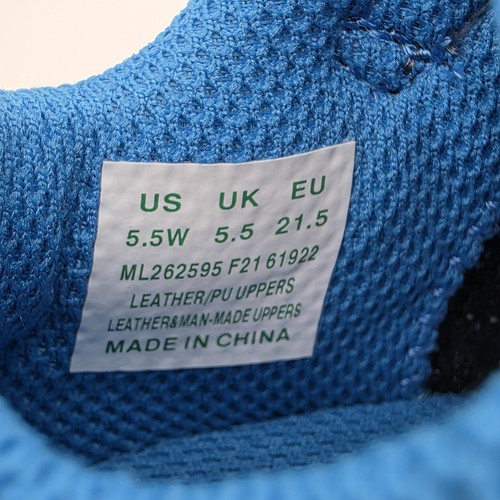 US UK EU
5.5W 5.5 21.5
ML262595 F21 61922
LEATHER/PU UPPERS
LEATHER&MAN-MADE UPPERS
MADE IN CHINA